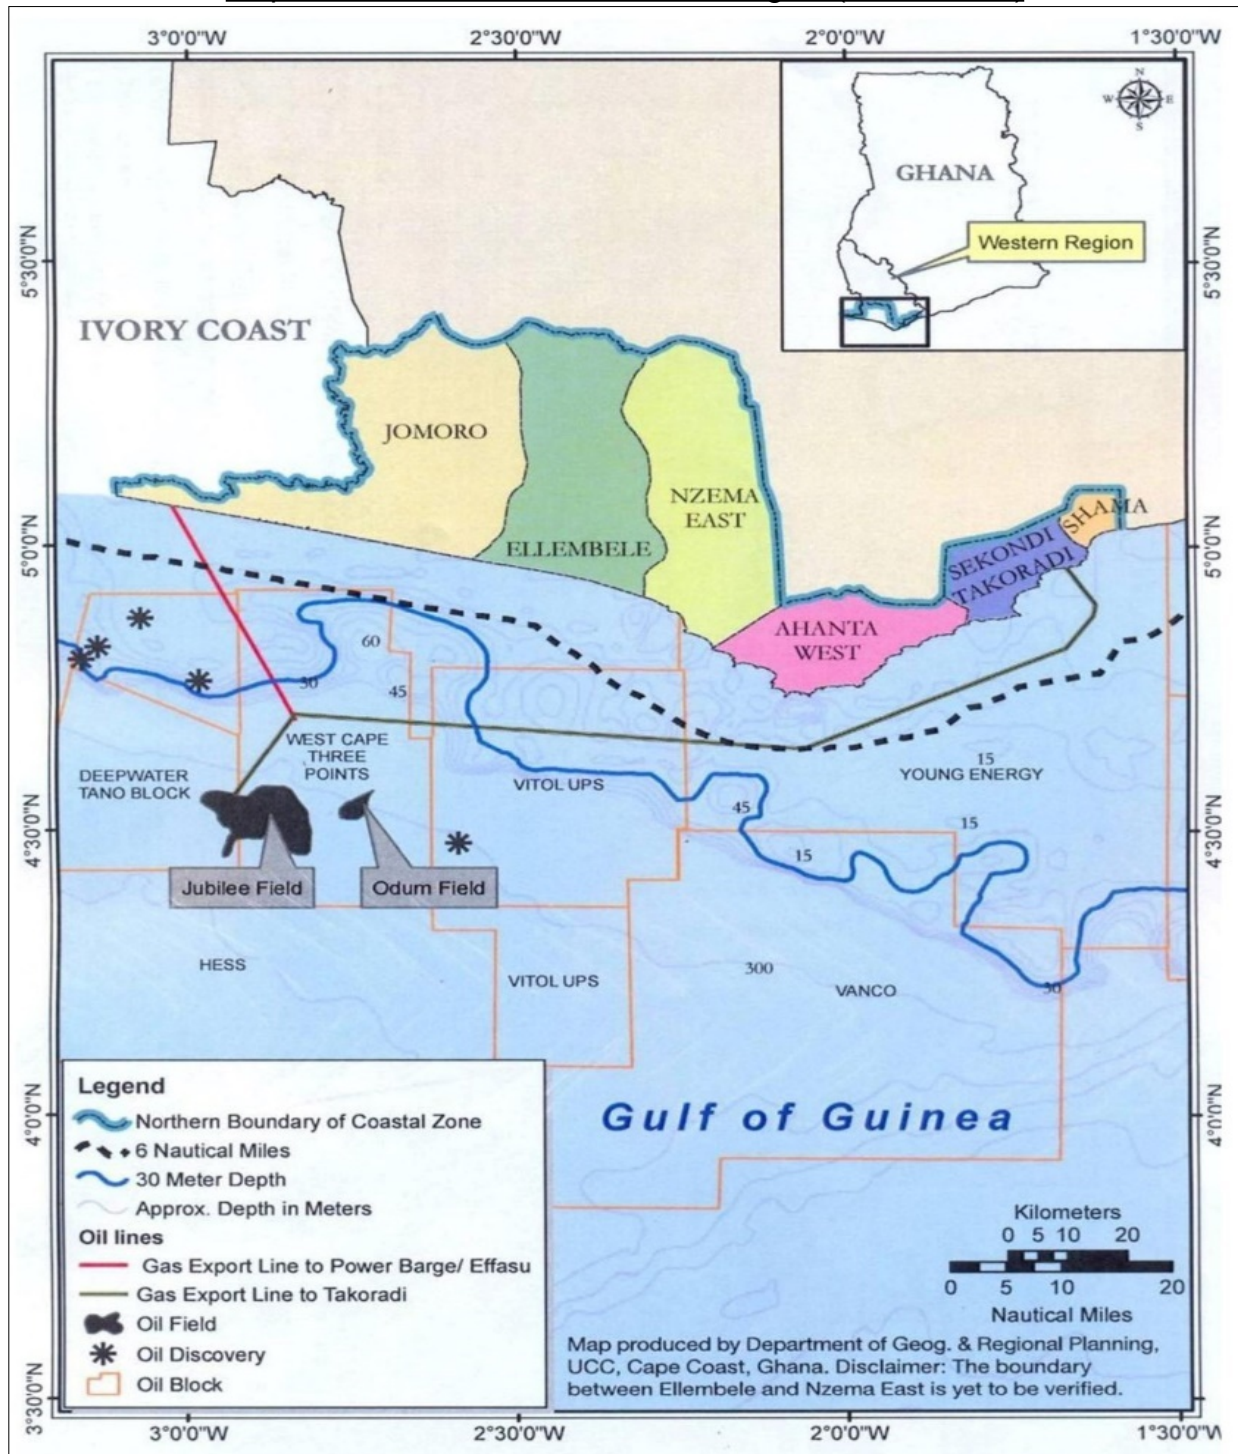 3°0'0"W 2°30'0"W 2°0'0"W 1°30'0"W
5°30'0"N
5°0'0"N
4°30'0"N
4°0'0"N
3°30'0"N
N
W E
S
GHANA
Western Region
5°30'0"N
5°0'0"N
4°30'0"N
4°0'0"N
IVORY COAST
JOMORO
ELLEMBELE
NZEMA
EAST
AHANTA
WEST
SEKONDI
TAKORADI
SHAMA
60
30
45
WEST CAPE
THREE
POINTS
DEEPWATER
TANO BLOCK
VITOL UPS
15
YOUNG ENERGY
45
15
15
Jubilee Field
Odum Field
HESS
VITOL UPS
300
VANCO
30
Gulf of Guinea
Legend
Northern Boundary of Coastal Zone
6 Nautical Miles
30 Meter Depth
Approx. Depth in Meters
Oil lines
Gas Export Line to Power Barge/ Effasu
Gas Export Line to Takoradi
Oil Field
Oil Discovery
Oil Block
Kilometers
0 5 10 20
0 5 10 20
Nautical Miles
Map produced by Department of Geog. & Regional Planning,
UCC, Cape Coast, Ghana. Disclaimer: The boundary
between Ellembele and Nzema East is yet to be verified.
3°0'0"W 2°30'0"W 2°0'0"W 1°30'0"W